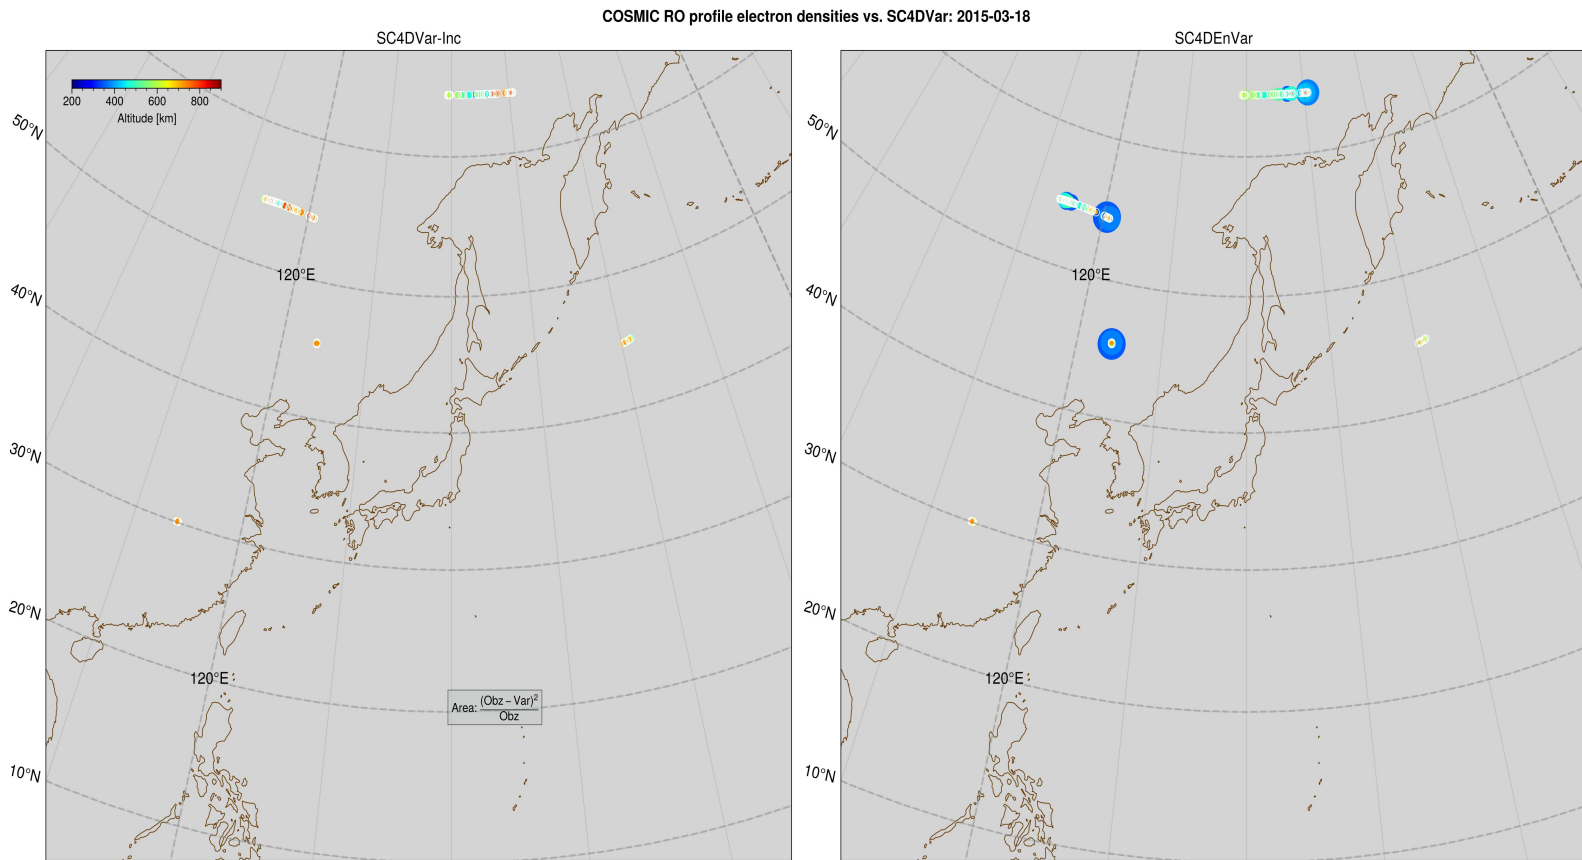 COSMIC RO profile electron densities vs. SC4DVar: 2015-03-18
SC4DVar-Inc
200 400 600 800
Altitude [km]
50°N
40°N
30°N
20°N
10°N
120°E
120°E
Area: (Obz – Var)²
Obz
SC4DEnVar
50°N
40°N
30°N
20°N
10°N
120°E
120°E